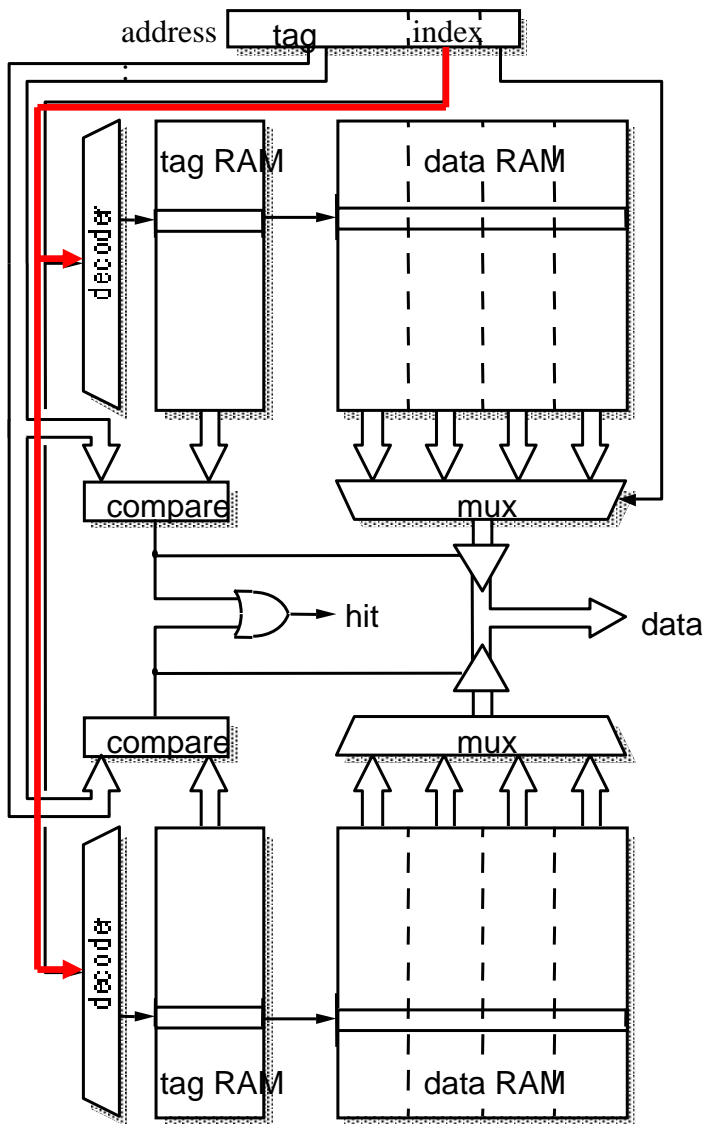 address tag index
tag RAM
data RAM
decoder
compare
mux
hit
data
compare
mux
decoder
tag RAM
data RAM